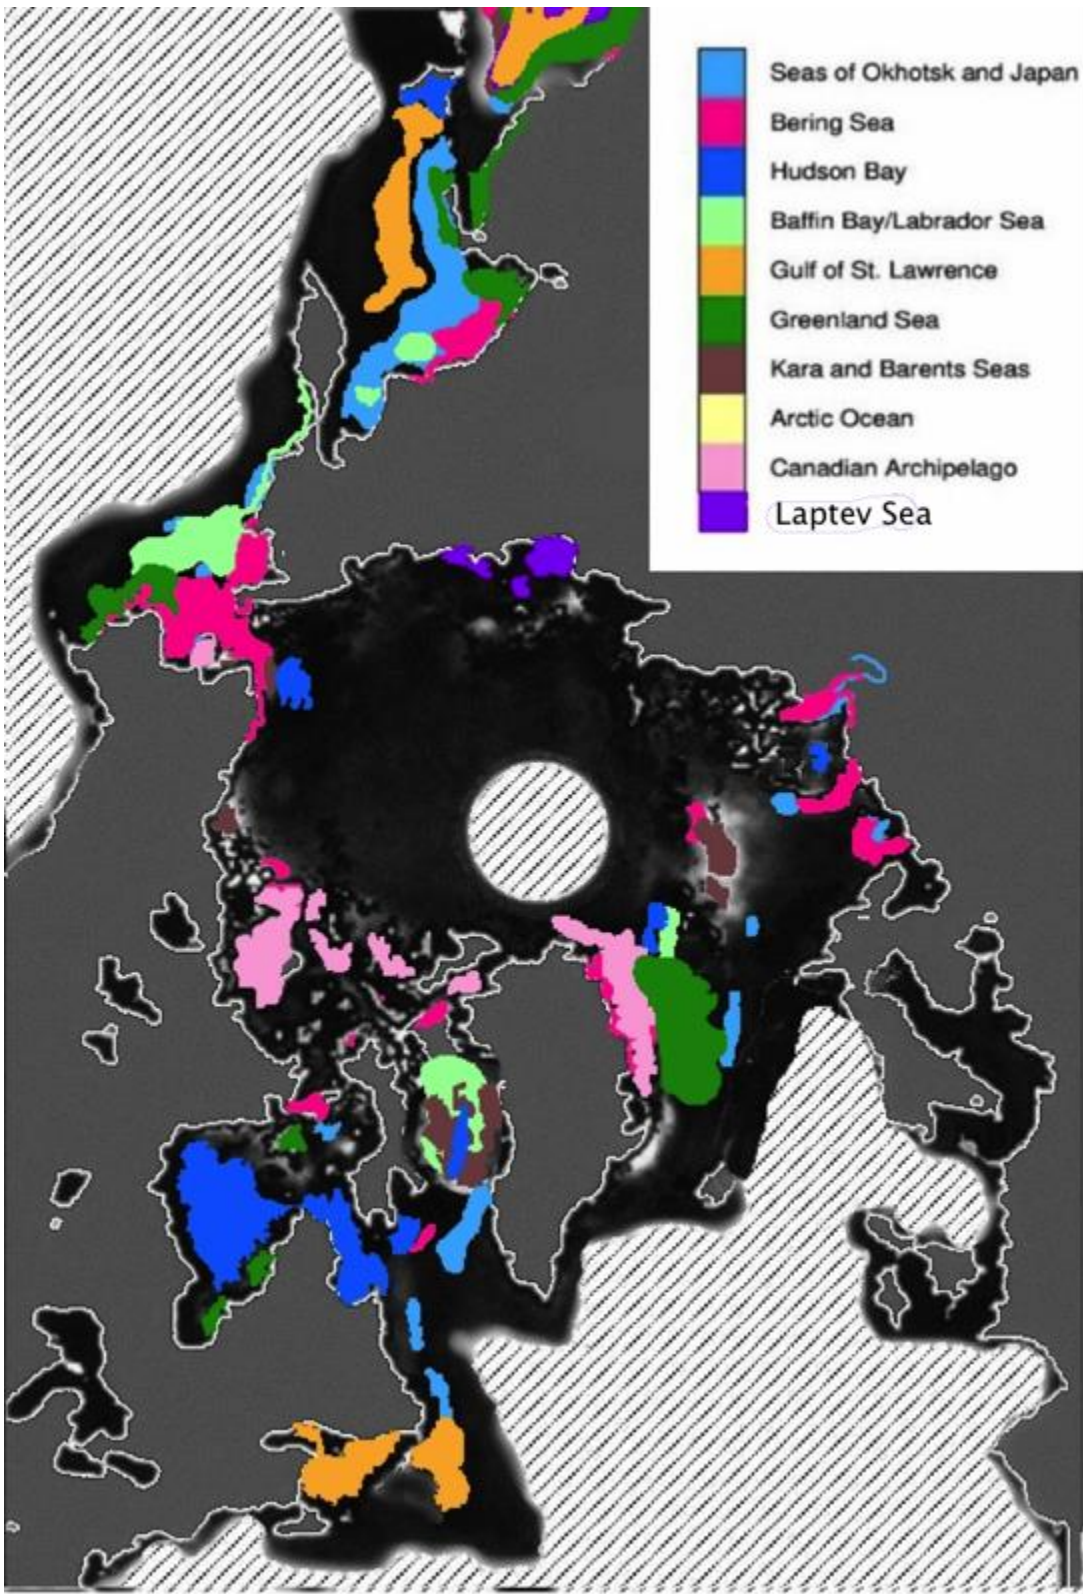 Seas of Okhotsk and Japan
Bering Sea
Hudson Bay
Baffin Bay/Labrador Sea
Gulf of St. Lawrence
Greenland Sea
Kara and Barents Seas
Arctic Ocean
Canadian Archipelago
Laptev Sea